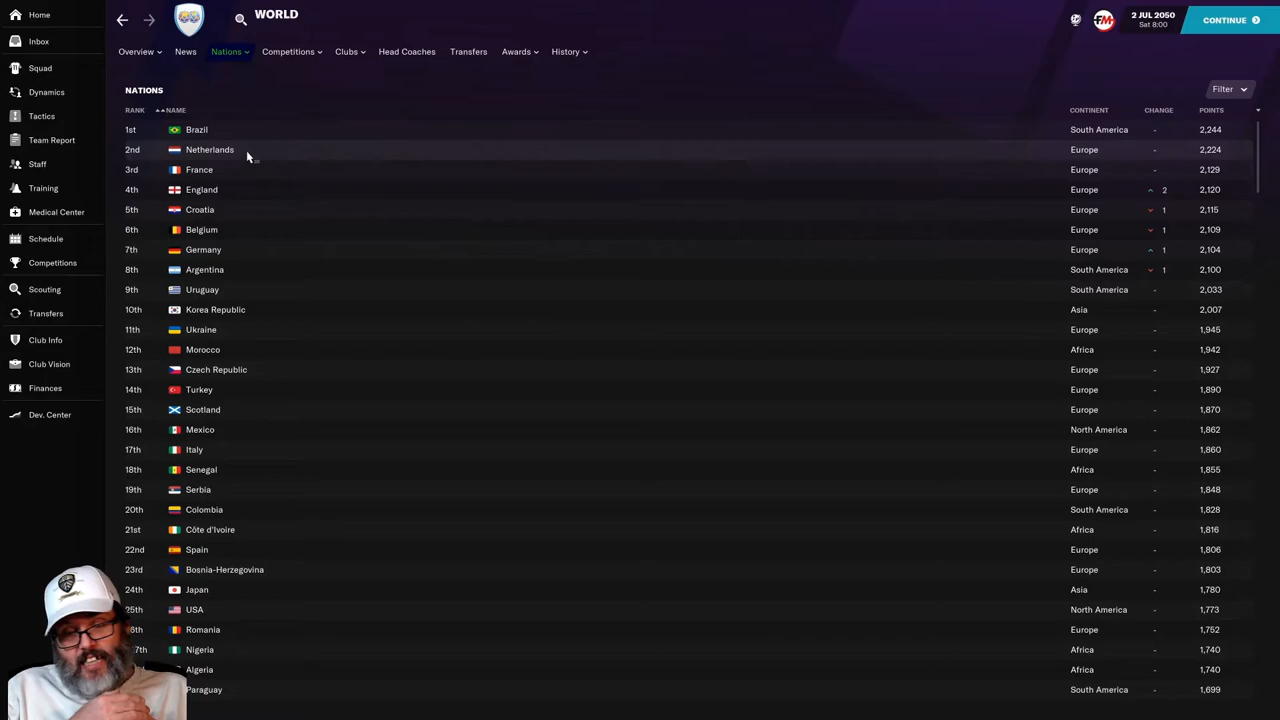 Home
Inbox
Squad
Dynamics
Tactics
Team Report
Staff
Training
Medical Center
Schedule
Competitions
Scouting
Transfers
Club Info
Club Vision
Finances
Dev. Center
WORLD
FM
2 JUL 2050
Sat 8:00
CONTINUE
Overview News Nations Competitions Clubs Head Coaches Transfers Awards History
NATIONS
Filter
RANK NAME CONTINENT CHANGE POINTS
1st Brazil South America - 2,244
2nd Netherlands Europe - 2,224
3rd France Europe - 2,129
4th England Europe 2 2,120
5th Croatia Europe 1 2,115
6th Belgium Europe 1 2,109
7th Germany Europe 1 2,104
8th Argentina South America 1 2,100
9th Uruguay South America - 2,033
10th Korea Republic Asia - 2,007
11th Ukraine Europe - 1,945
12th Morocco Africa - 1,942
13th Czech Republic Europe - 1,927
14th Turkey Europe - 1,890
15th Scotland Europe - 1,870
16th Mexico North America - 1,862
17th Italy Europe - 1,860
18th Senegal Africa - 1,855
19th Serbia Europe - 1,848
20th Colombia South America - 1,828
21st Côte d'Ivoire Africa - 1,816
22nd Spain Europe - 1,806
23rd Bosnia-Herzegovina Europe - 1,803
24th Japan Asia - 1,780
25th USA North America - 1,773
6th Romania Europe - 1,752
7th Nigeria Africa - 1,740
Algeria Africa - 1,740
Paraguay South America - 1,699